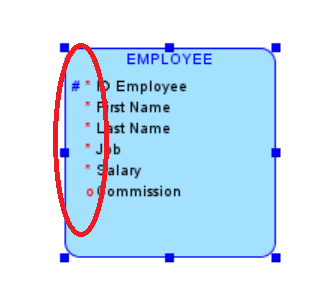 EMPLOYEE
# * ID Employee
* First Name
* Last Name
* Job
* Salary
o Commission